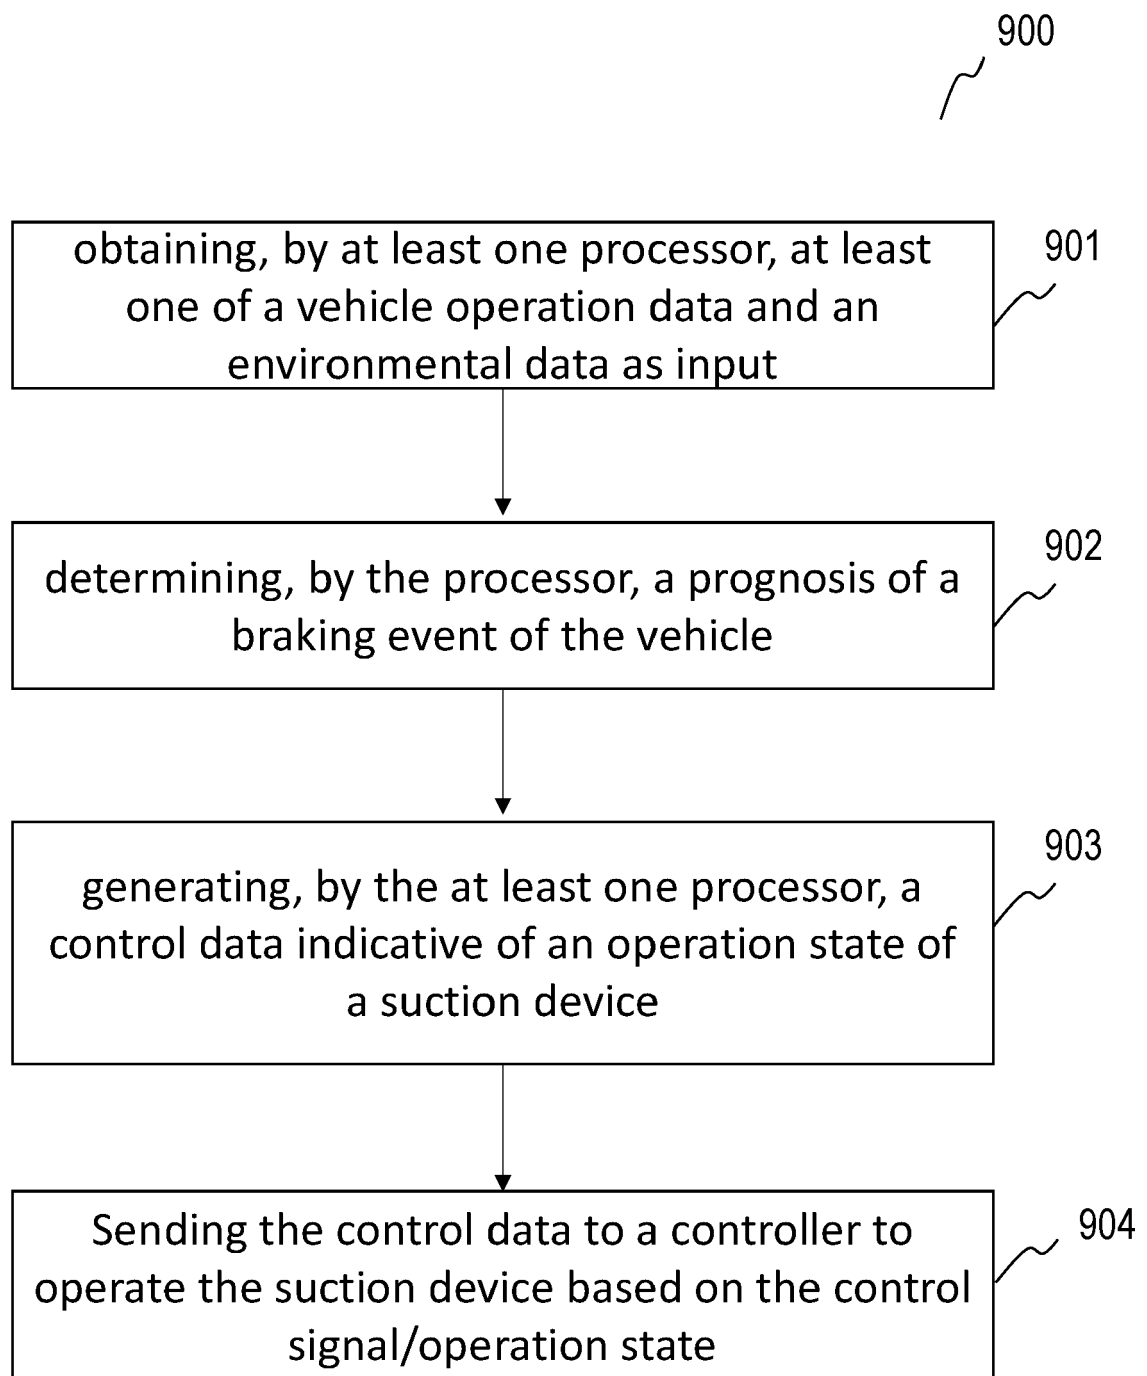 900
obtaining, by at least one processor, at least
one of a vehicle operation data and an
environmental data as input
901
determining, by the processor, a prognosis of a
braking event of the vehicle
902
generating, by the at least one processor, a
control data indicative of an operation state of
a suction device
903
Sending the control data to a controller to
operate the suction device based on the control
signal/operation state
904